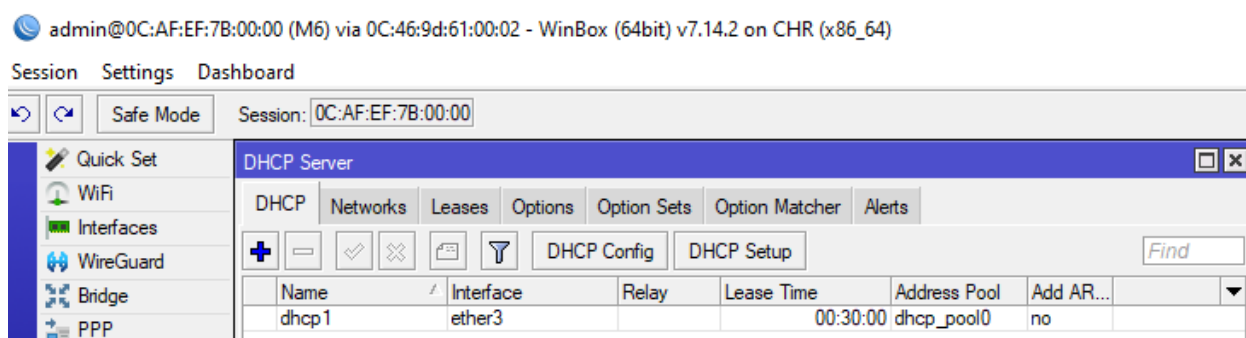 admin@0C:AF:EF:7B:00:00 (M6) via 0C:46:9d:61:00:02 - WinBox (64bit) v7.14.2 on CHR (x86_64)
Session Settings Dashboard
Safe Mode Session: 0C:AF:EF:7B:00:00
Quick Set
WiFi
Interfaces
WireGuard
Bridge
PPP
DHCP Server
DHCP Networks Leases Options Option Sets Option Matcher Alerts
DHCP Config DHCP Setup Find
Name Interface Relay Lease Time Address Pool Add AR...
dhcp1 ether3 00:30:00 dhcp_pool0 no